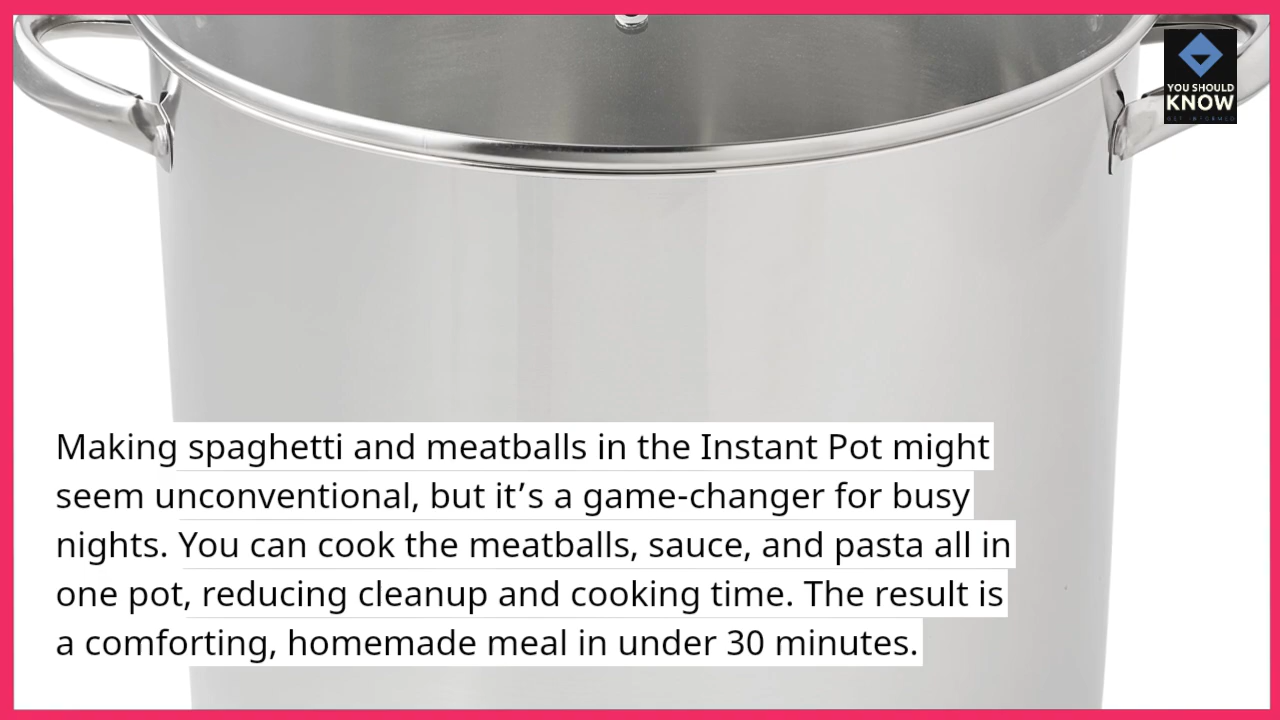 YOU SHOULD
KNOW
GET INFORMED
Making spaghetti and meatballs in the Instant Pot might
seem unconventional, but it’s a game-changer for busy
nights. You can cook the meatballs, sauce, and pasta all in
one pot, reducing cleanup and cooking time. The result is
a comforting, homemade meal in under 30 minutes.